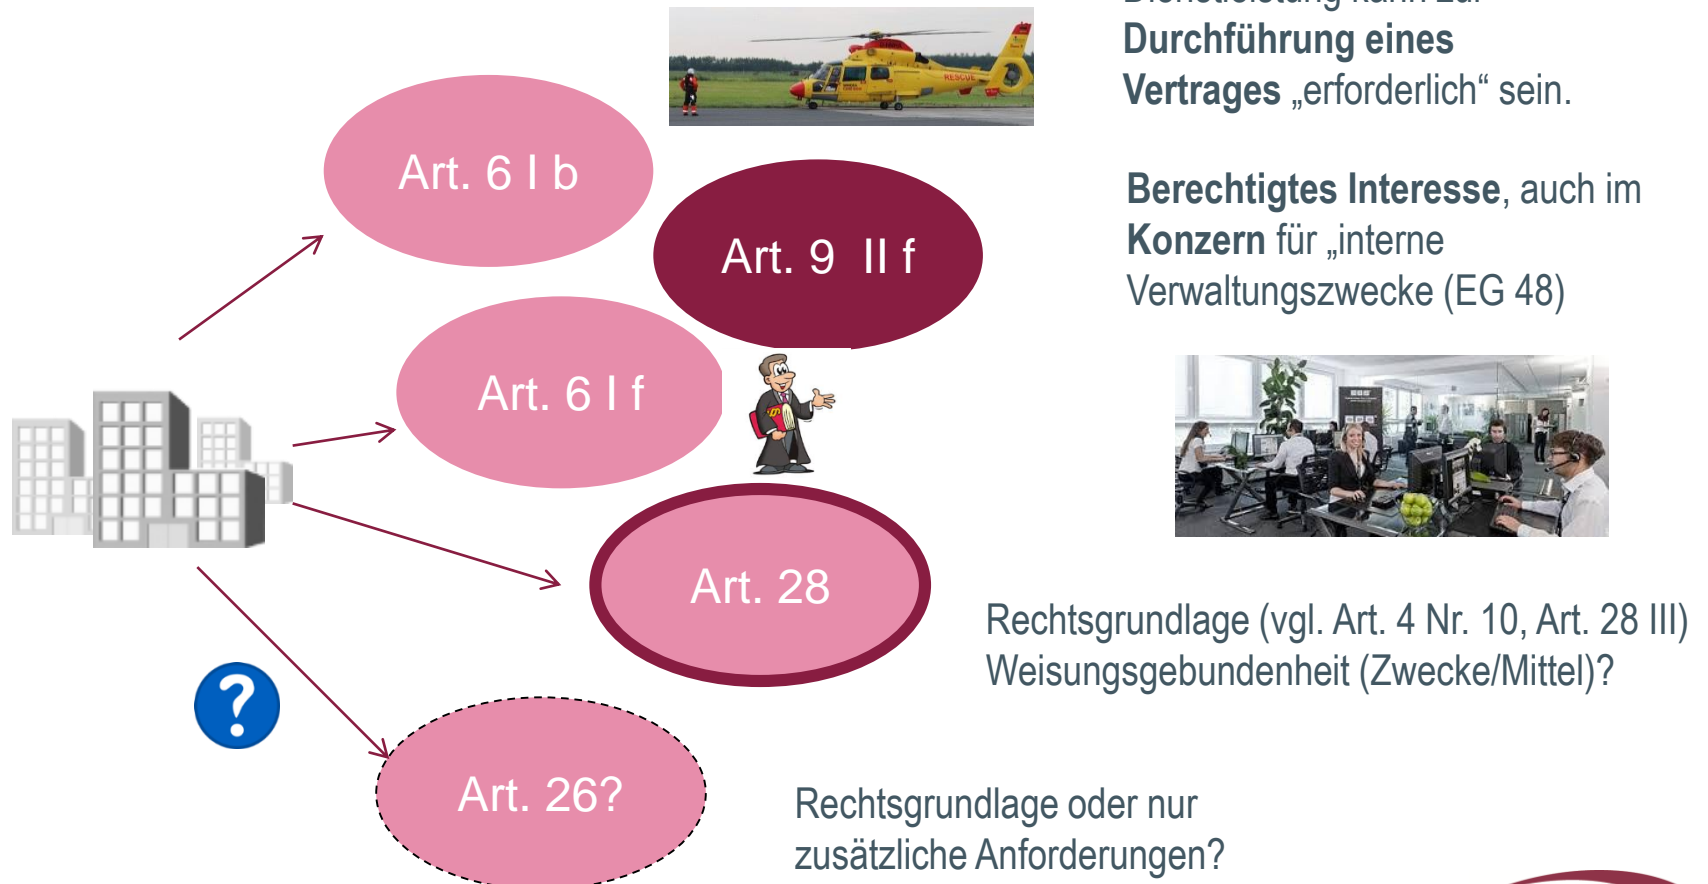 Durchführung eines
Vertrages „erforderlich“ sein.
Berechtigtes Interesse, auch im
Konzern für „interne
Verwaltungszwecke (EG 48)
Art. 6 I b
Art. 9 II f
Art. 6 I f
Art. 28
Art. 26?
RESCUE
?
§
Rechtsgrundlage (vgl. Art. 4 Nr. 10, Art. 28 III)
Weisungsgebundenheit (Zwecke/Mittel)?
Rechtsgrundlage oder nur
zusätzliche Anforderungen?